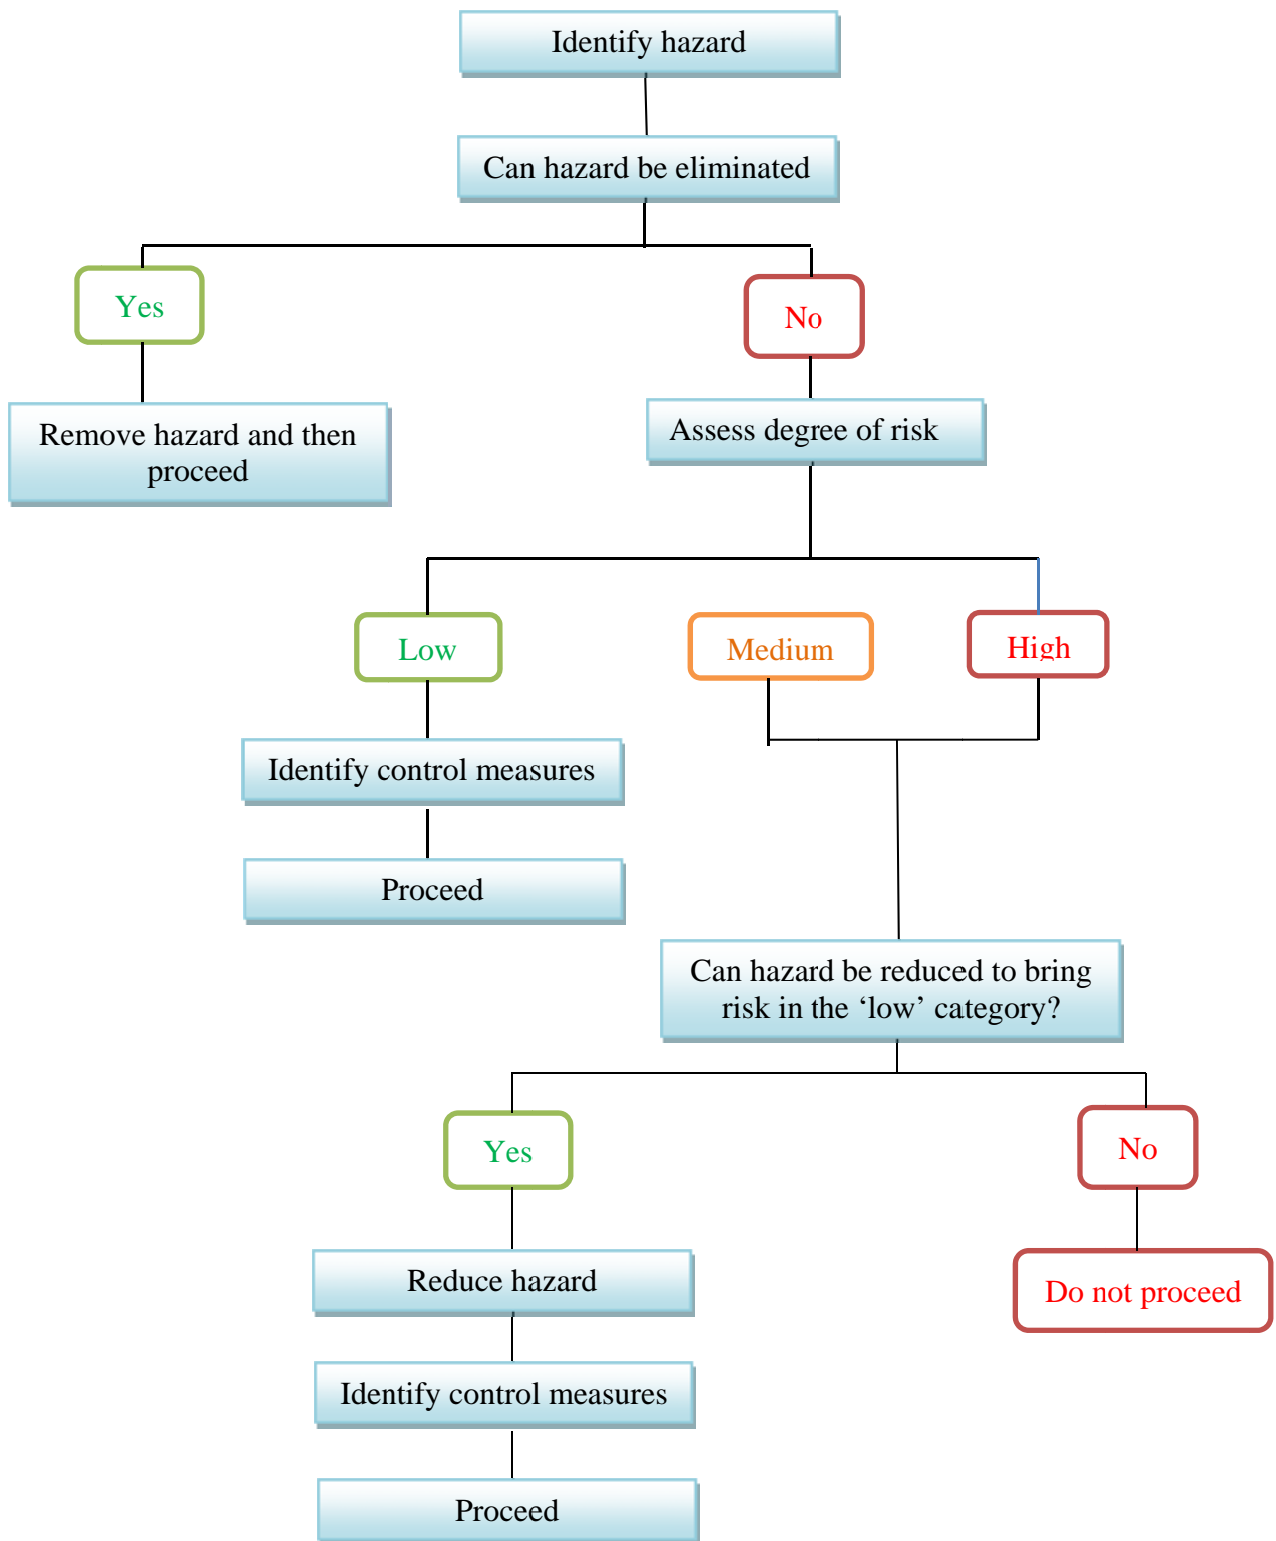 Identify hazard
Can hazard be eliminated
Yes
No
Remove hazard and then
proceed
Assess degree of risk
Low
Medium
High
Identify control measures
Proceed
Can hazard be reduced to bring
risk in the ‘low’ category?
Yes
No
Reduce hazard
Do not proceed
Identify control measures
Proceed